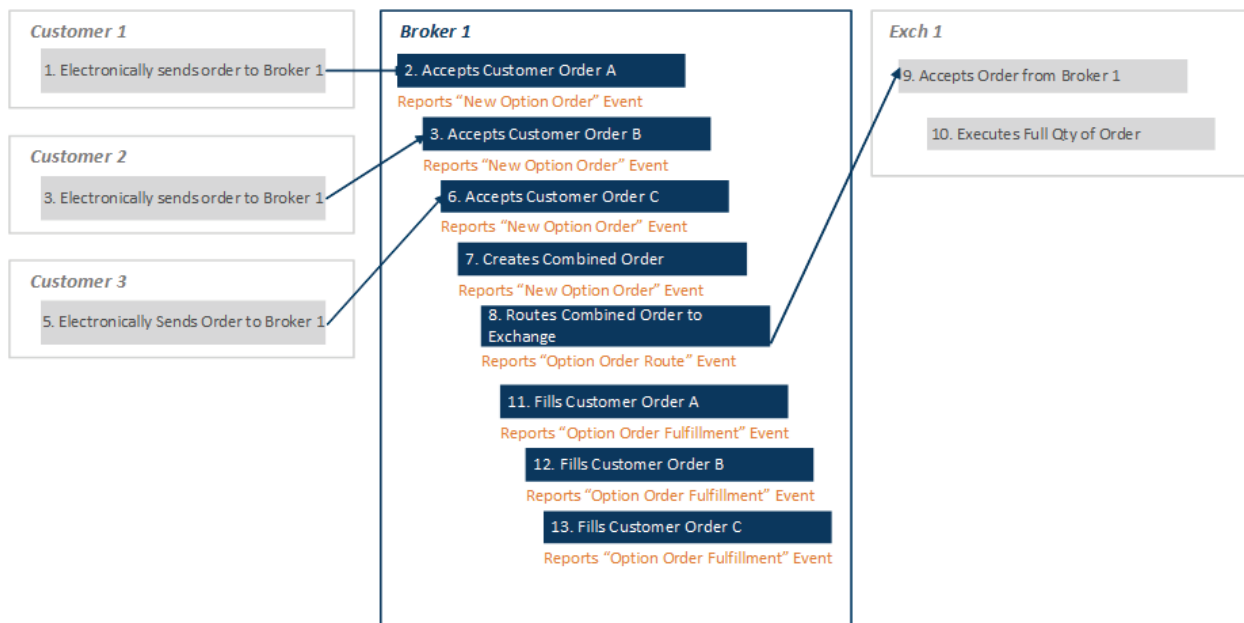 Customer 1
1. Electronically sends order to Broker 1
Customer 2
3. Electronically sends order to Broker 1
Customer 3
5. Electronically Sends Order to Broker 1
Broker 1
2. Accepts Customer Order A
Reports “New Option Order” Event
3. Accepts Customer Order B
Reports “New Option Order” Event
6. Accepts Customer Order C
Reports “New Option Order” Event
7. Creates Combined Order
Reports “New Option Order” Event
8. Routes Combined Order to
Exchange
Reports “Option Order Route” Event
11. Fills Customer Order A
Reports “Option Order Fulfillment” Event
12. Fills Customer Order B
Reports “Option Order Fulfillment” Event
13. Fills Customer Order C
Reports “Option Order Fulfillment” Event
Exch 1
9. Accepts Order from Broker 1
10. Executes Full Qty of Order